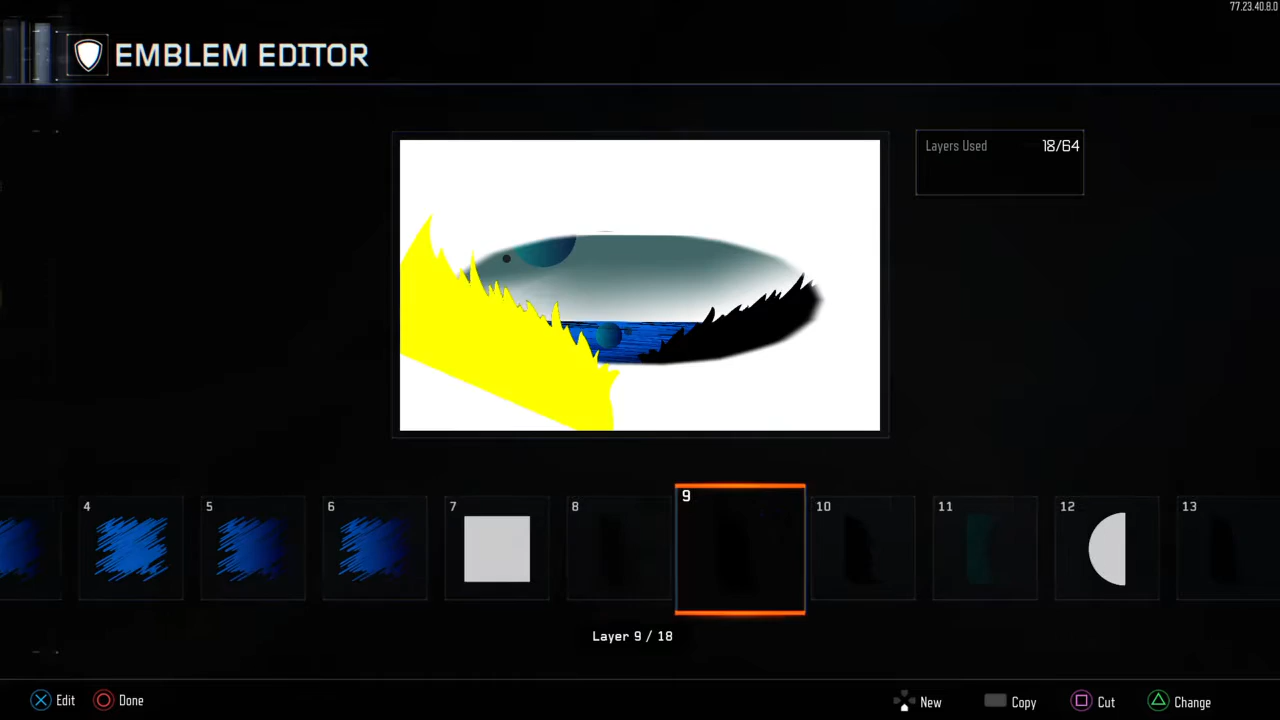 77.23.40.8.0
EMBLEM EDITOR
Layers Used 18/64
4 5 6 7 8 9 10 11 12 13
Layer 9 / 18
Edit Done New Copy Cut Change